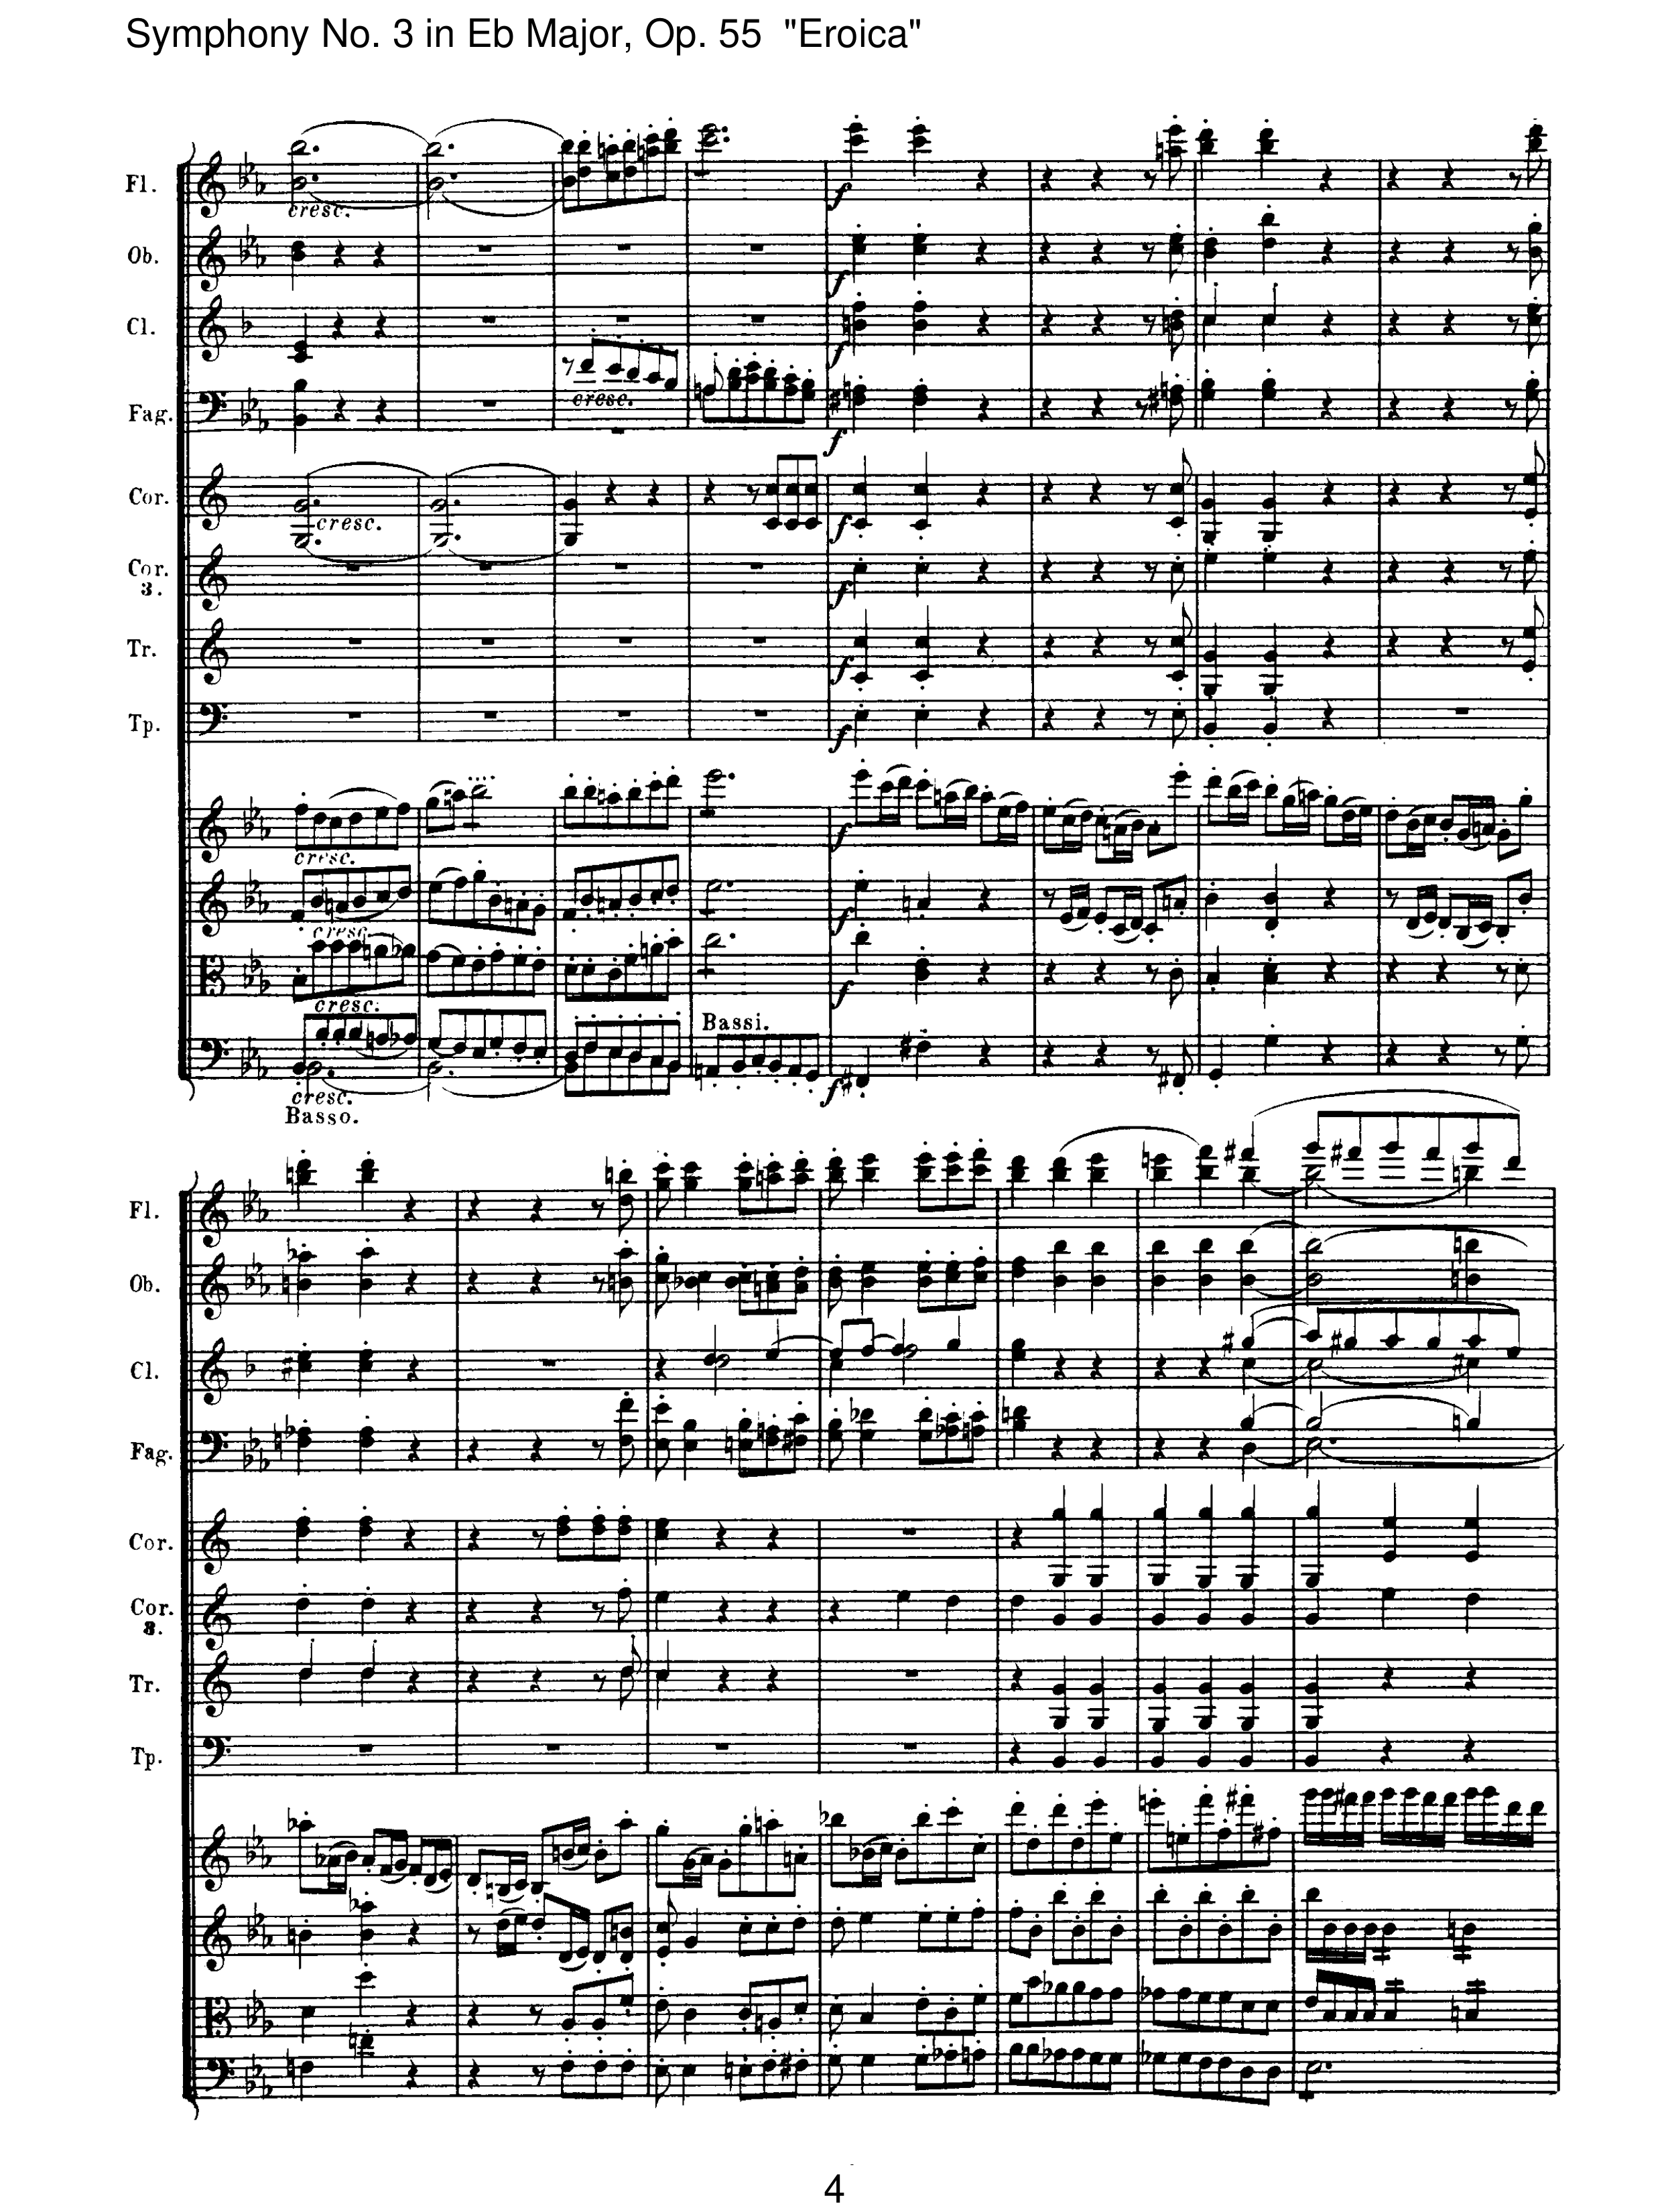 Symphony No. 3 in Eb Major, Op. 55 "Eroica"
Fl.
cresc.
Ob.
Cl.
Fag.
cresc.
f
Cor.
cresc.
f
Cor. 3.
f
Tr.
f
Tp.
f
cresc.
f
cresc.
f
cresc.
f
Bassi.
cresc.
f
Basso.
Fl.
Ob.
Cl.
Fag.
Cor.
Cor. 3.
Tr.
Tp.
4